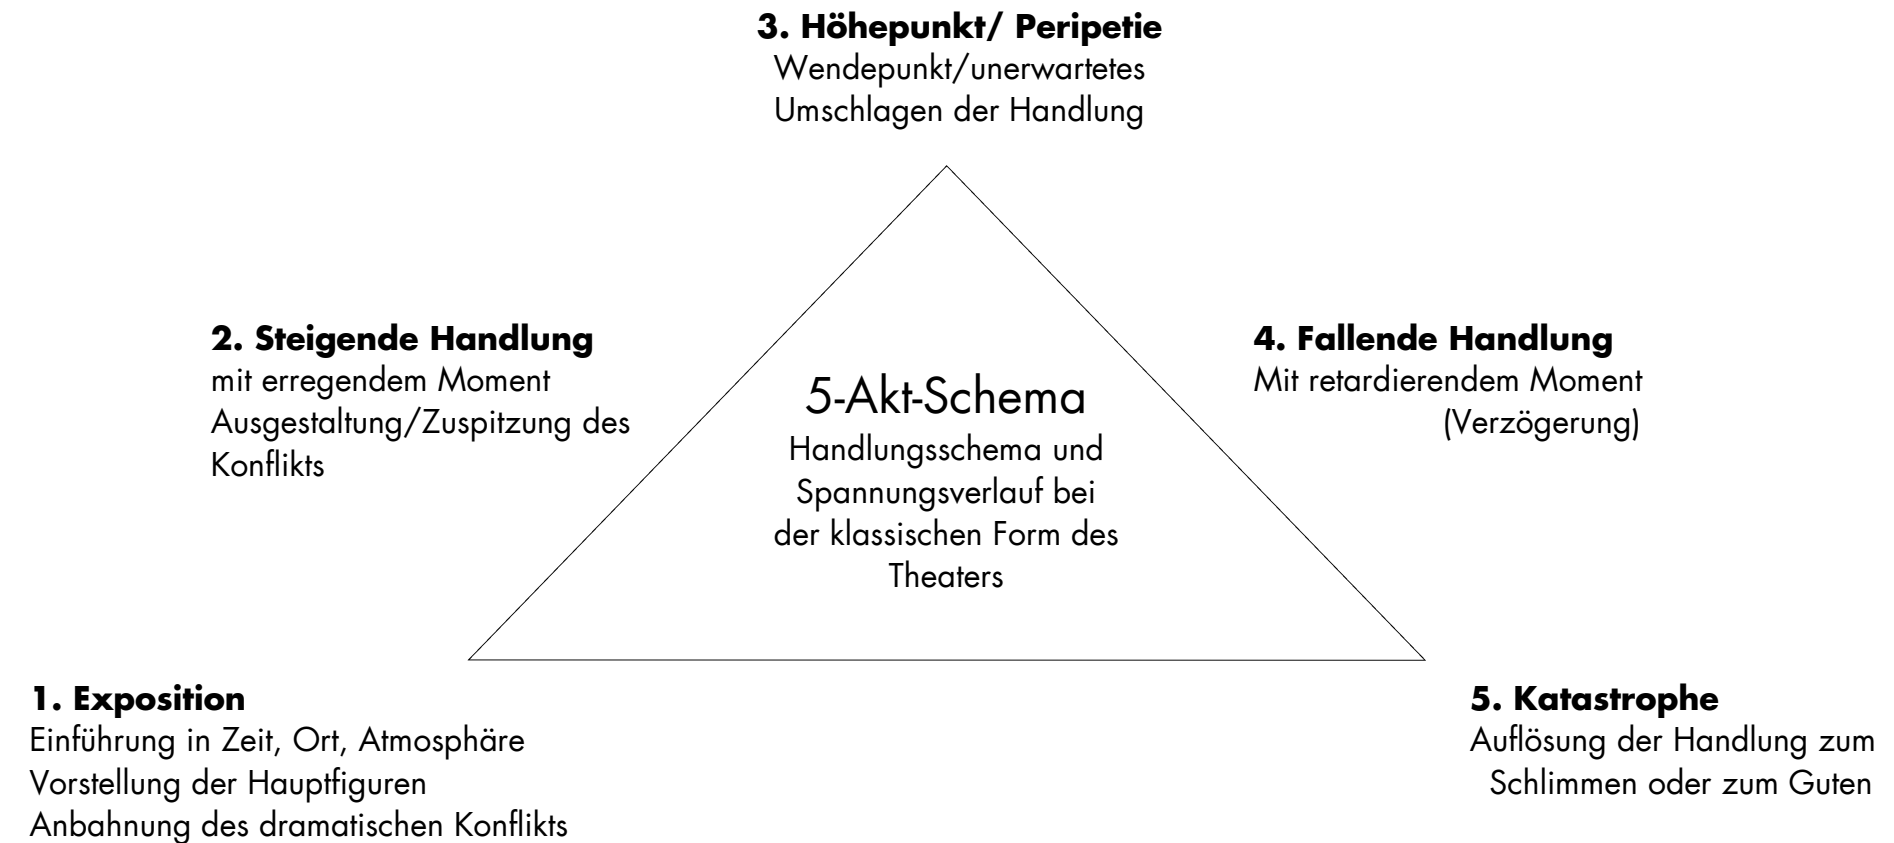 3. Höhepunkt/ Peripetie
Wendepunkt/unerwartetes
Umschlagen der Handlung
2. Steigende Handlung
mit erregendem Moment
Ausgestaltung/Zuspitzung des
Konflikts
5-Akt-Schema
Handlungsschema und
Spannungsverlauf bei
der klassischen Form des
Theaters
4. Fallende Handlung
Mit retardierendem Moment
(Verzögerung)
1. Exposition
Einführung in Zeit, Ort, Atmosphäre
Vorstellung der Hauptfiguren
Anbahnung des dramatischen Konflikts
5. Katastrophe
Auflösung der Handlung zum
Schlimmen oder zum Guten